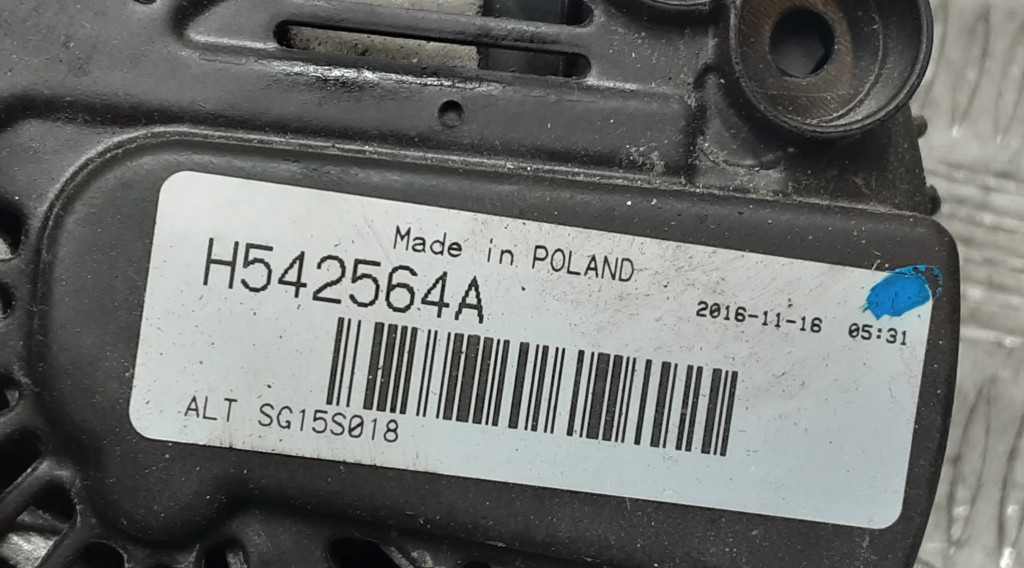 Made in POLAND
H542564A
2016-11-16 05:31
ALT SG15S018